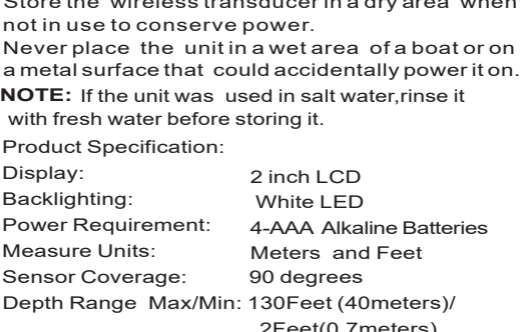 Store the wireless transducer in a dry area when
not in use to conserve power.
Never place the unit in a wet area of a boat or on
a metal surface that could accidentally power it on.
NOTE: If the unit was used in salt water,rinse it
with fresh water before storing it.
Product Specification:
Display: 2 inch LCD
Backlighting: White LED
Power Requirement: 4-AAA Alkaline Batteries
Measure Units: Meters and Feet
Sensor Coverage: 90 degrees
Depth Range Max/Min: 130Feet (40meters)/
2Feet(0.7meters)